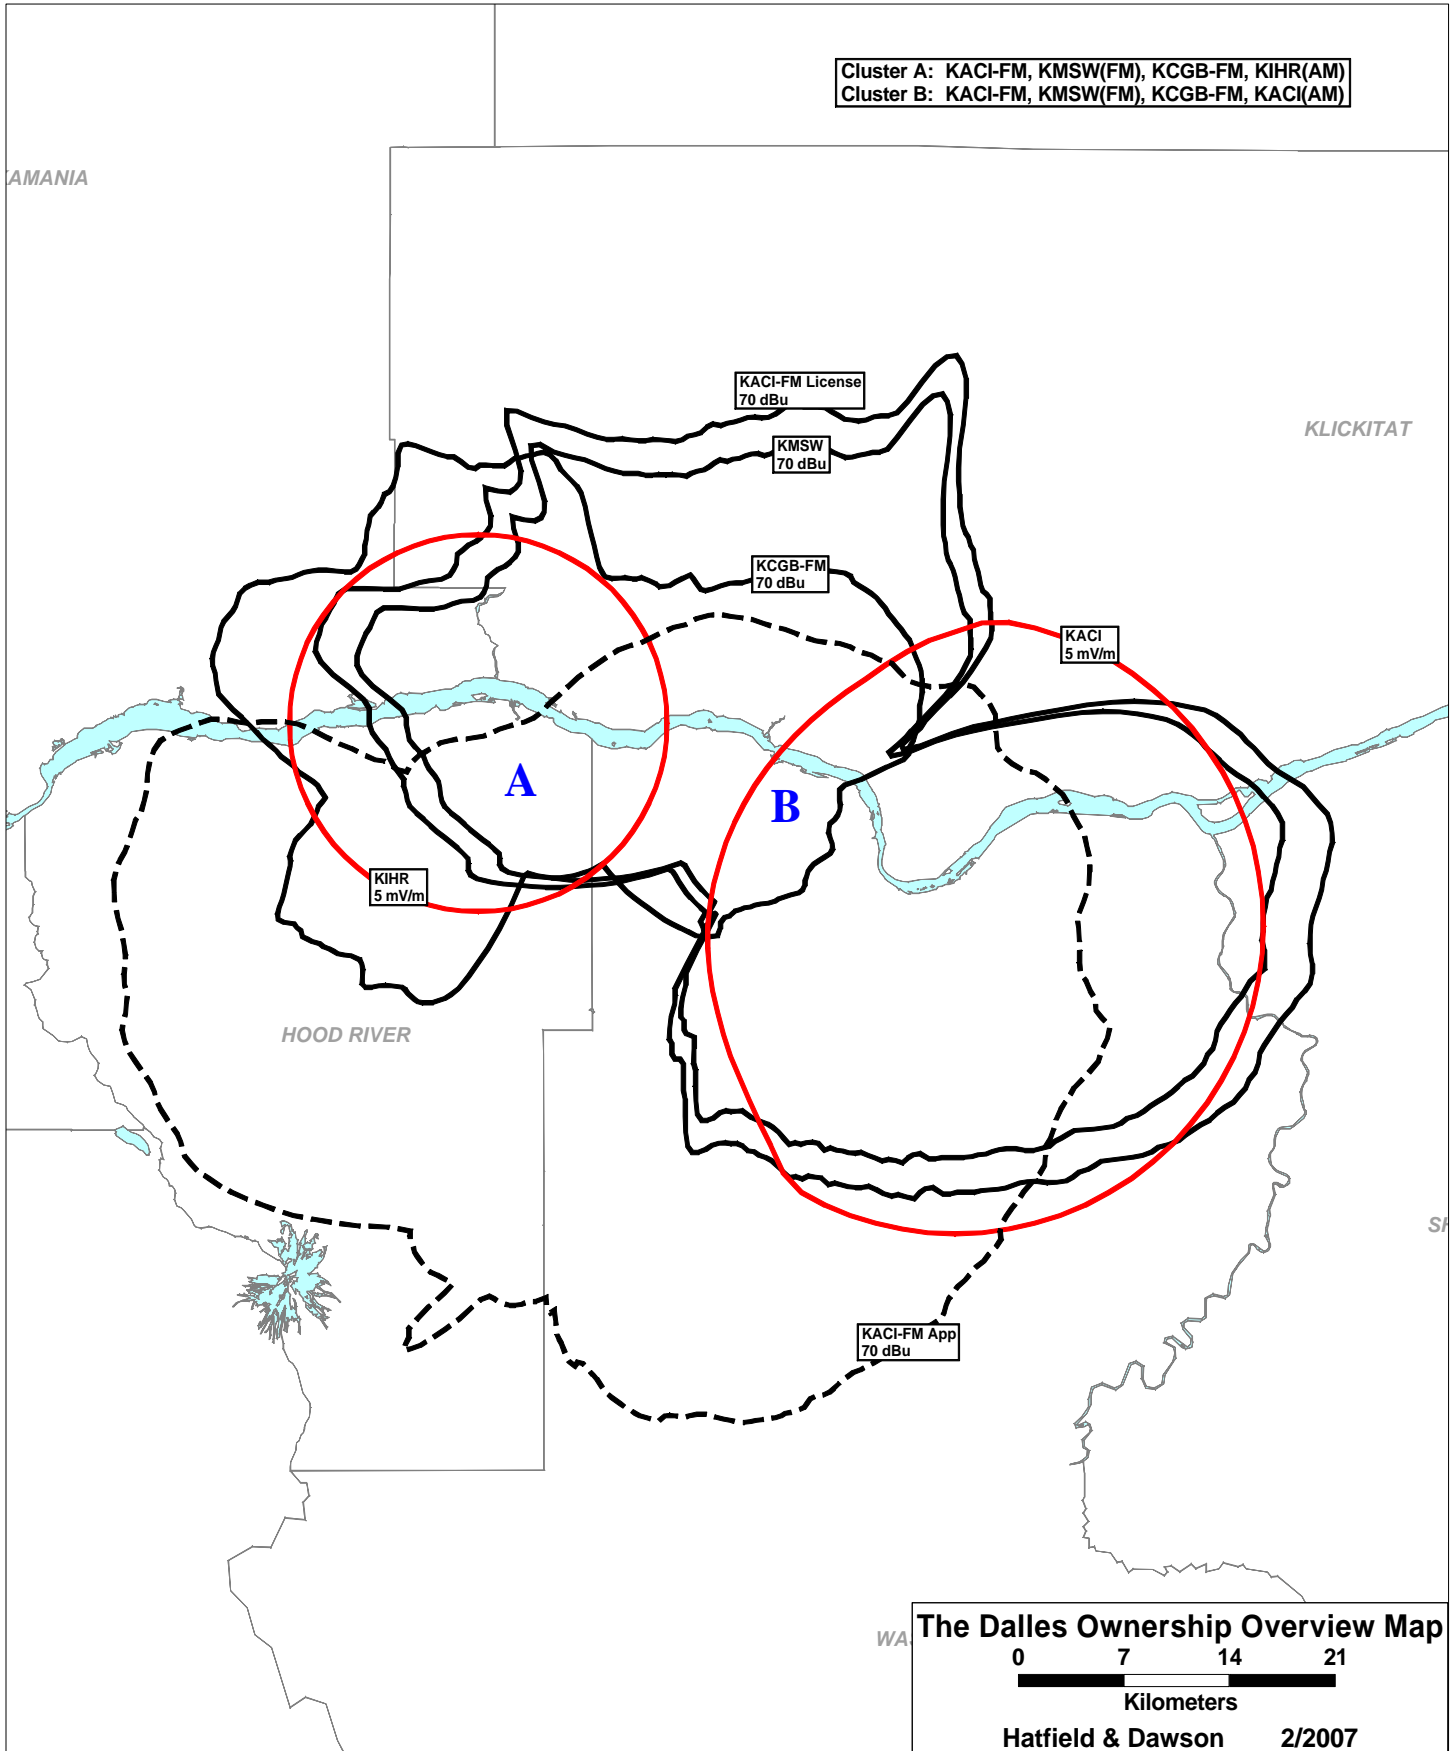 Cluster A: KACI-FM, KMSW(FM), KCGB-FM, KIHR(AM)
Cluster B: KACI-FM, KMSW(FM), KCGB-FM, KACI(AM)
AMANIA
KACI-FM License
70 dBu
KLICKITAT
KMSW
70 dBu
KCGB-FM
70 dBu
KACI
5 mV/m
A
B
KIHR
5 mV/m
HOOD RIVER
SH
KACI-FM App
70 dBu
WAS
The Dalles Ownership Overview Map
0 7 14 21
Kilometers
Hatfield & Dawson 2/2007